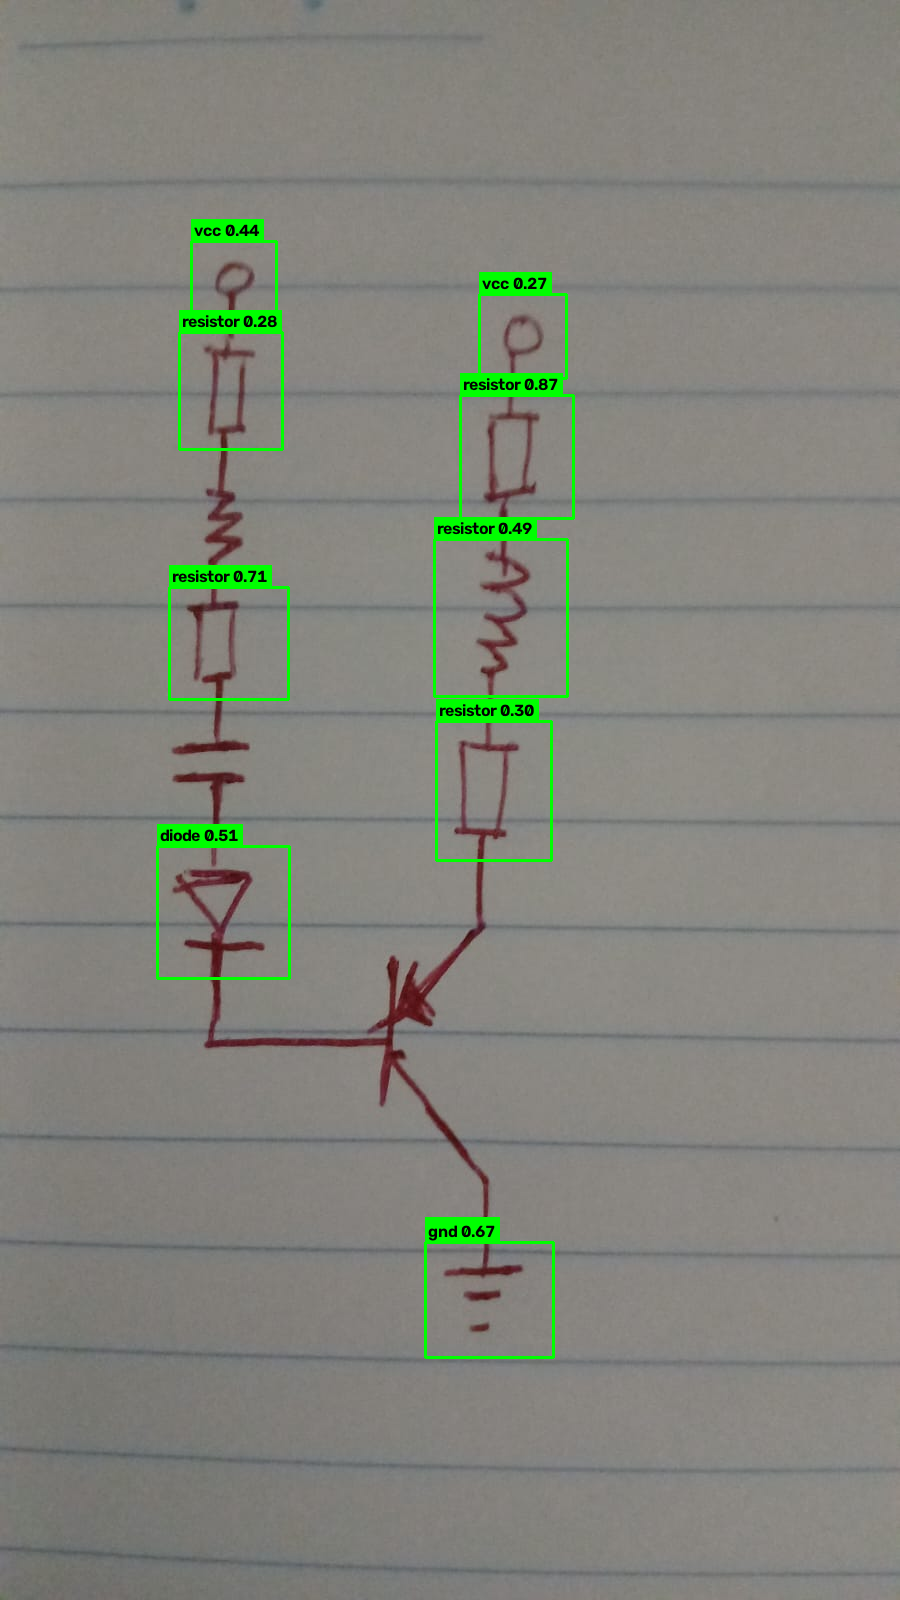 vcc 0.44
vcc 0.27
resistor 0.28
resistor 0.87
resistor 0.49
resistor 0.71
resistor 0.30
diode 0.51
gnd 0.67